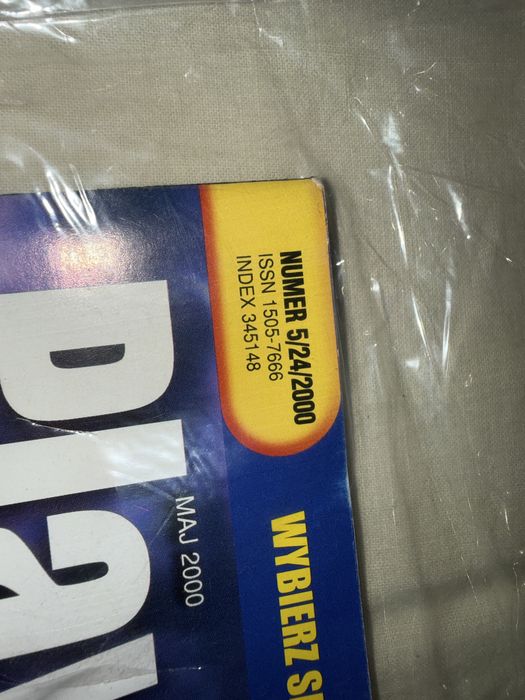 NUMER 5/24/2000
ISSN 1505-7666
INDEX 345148
WYBIERZ
MAJ 2000